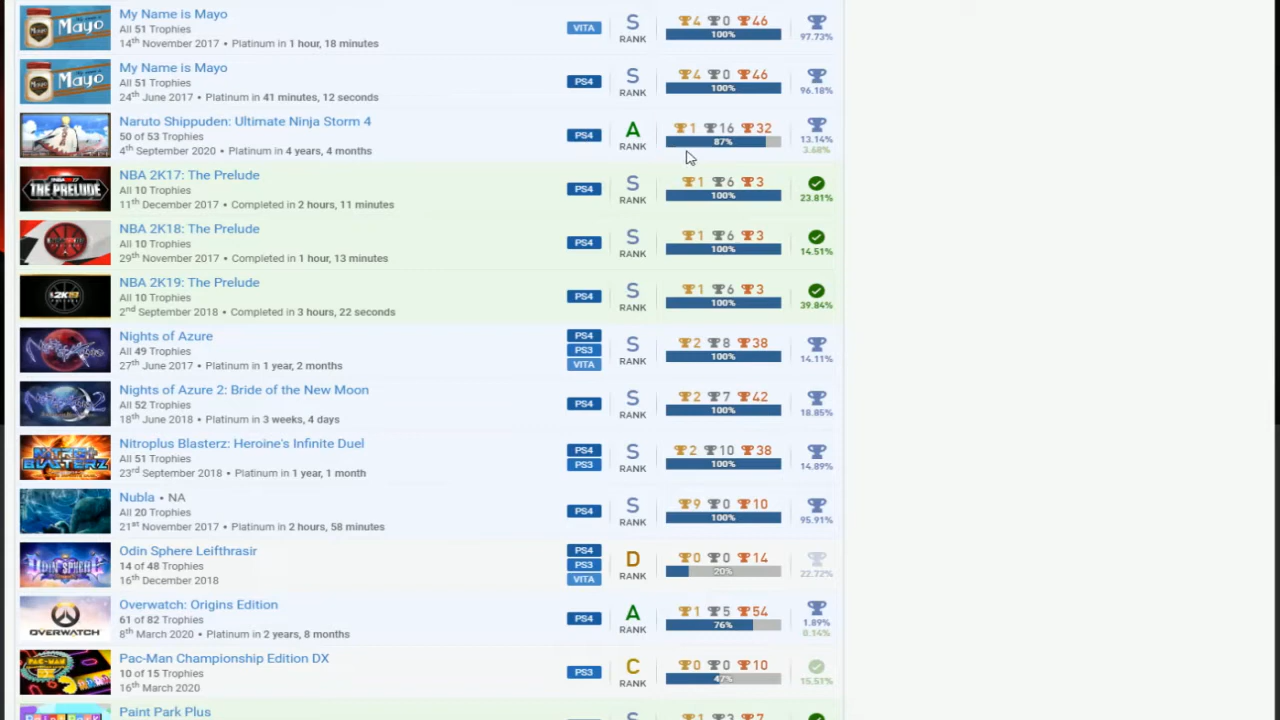 My Name is Mayo
All 51 Trophies
14th November 2017 • Platinum in 1 hour, 18 minutes
Mayo
VITA
S
RANK
4 0 46
100%
97.73%
My Name is Mayo
All 51 Trophies
24th June 2017 • Platinum in 41 minutes, 12 seconds
Mayo
PS4
S
RANK
4 0 46
100%
96.18%
Naruto Shippuden: Ultimate Ninja Storm 4
50 of 53 Trophies
4th September 2020 • Platinum in 4 years, 4 months
PS4
A
RANK
1 16 32
87%
13.14%
3.68%
NBA 2K17: The Prelude
All 10 Trophies
11th December 2017 • Completed in 2 hours, 11 minutes
THE PRELUDE
PS4
S
RANK
1 6 3
100%
23.81%
NBA 2K18: The Prelude
All 10 Trophies
29th November 2017 • Completed in 1 hour, 13 minutes
PS4
S
RANK
1 6 3
100%
14.51%
NBA 2K19: The Prelude
All 10 Trophies
2nd September 2018 • Completed in 3 hours, 22 seconds
PS4
S
RANK
1 6 3
100%
39.84%
Nights of Azure
All 49 Trophies
27th June 2017 • Platinum in 1 year, 2 months
PS4
PS3
VITA
S
RANK
2 8 38
100%
14.11%
Nights of Azure 2: Bride of the New Moon
All 52 Trophies
18th June 2018 • Platinum in 3 weeks, 4 days
PS4
S
RANK
2 7 42
100%
18.85%
Nitroplus Blasterz: Heroine's Infinite Duel
All 51 Trophies
23rd September 2018 • Platinum in 1 year, 1 month
PS4
PS3
S
RANK
2 10 38
100%
14.89%
Nubla • NA
All 20 Trophies
21st November 2017 • Platinum in 2 hours, 58 minutes
PS4
S
RANK
9 0 10
100%
95.91%
Odin Sphere Leifthrasir
14 of 48 Trophies
16th December 2018
PS4
PS3
VITA
D
RANK
0 0 14
20%
22.72%
Overwatch: Origins Edition
61 of 82 Trophies
8th March 2020 • Platinum in 2 years, 8 months
OVERWATCH
PS4
A
RANK
1 5 54
76%
1.89%
0.14%
Pac-Man Championship Edition DX
10 of 15 Trophies
16th March 2020
PAC-MAN
PS3
C
RANK
0 0 10
47%
15.51%
Paint Park Plus
S
1 3 7